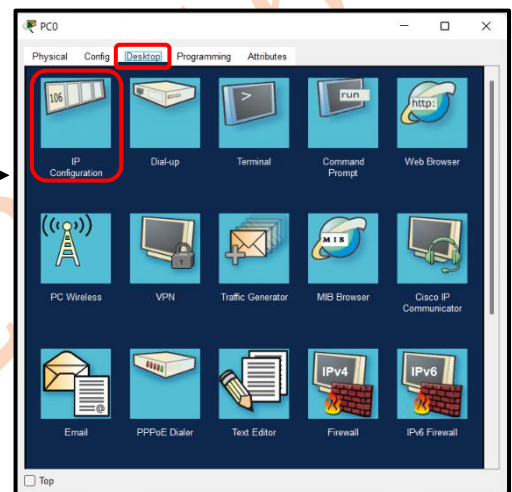 PC0
Physical Config Desktop Programming Attributes
106
>
run
http:
IP
Configuration
Dial-up
Terminal
Command
Prompt
Web Browser
((•))
MIB
PC Wireless
VPN
Traffic Generator
MIB Browser
Cisco IP
Communicator
@
IPv4
IPv6
Email
PPPoE Dialer
Text Editor
Firewall
IPv6 Firewall
Top